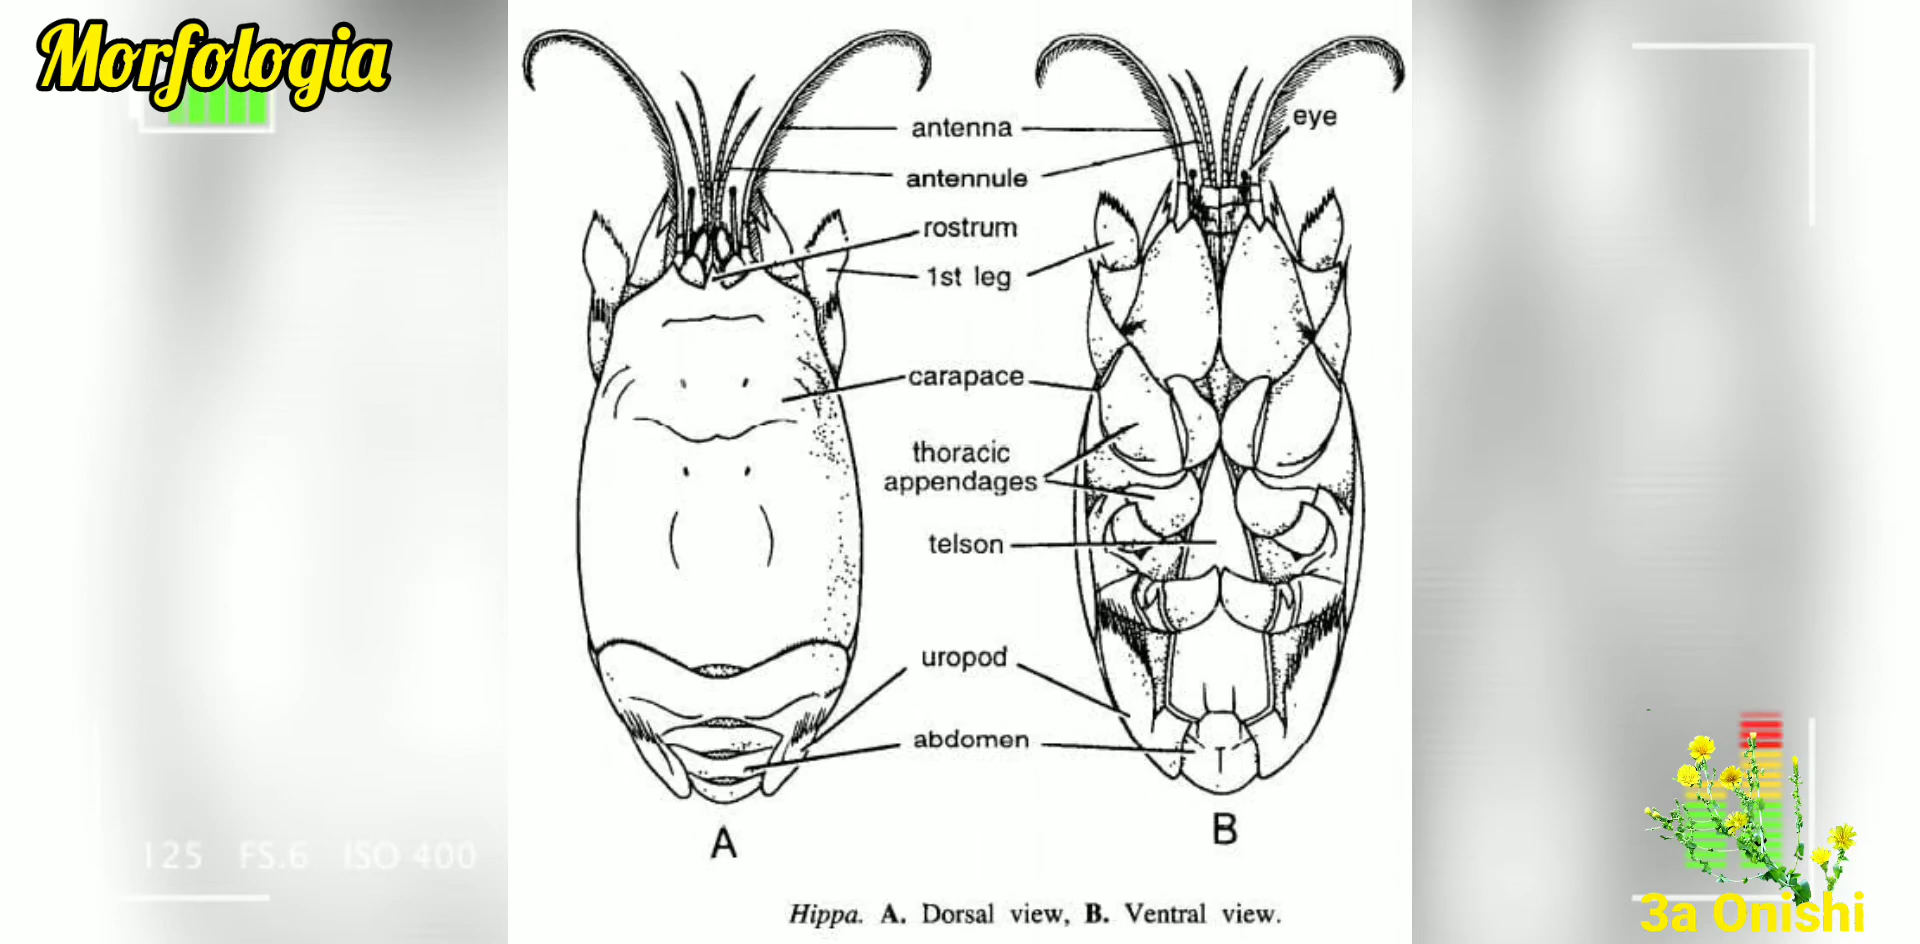 Morfologia
antenna
eye
antennule
rostrum
1st leg
carapace
thoracic
appendages
telson
uropod
abdomen
A
B
Hippa. A. Dorsal view, B. Ventral view.
125 FS.6 ISO 400
3a Onishi